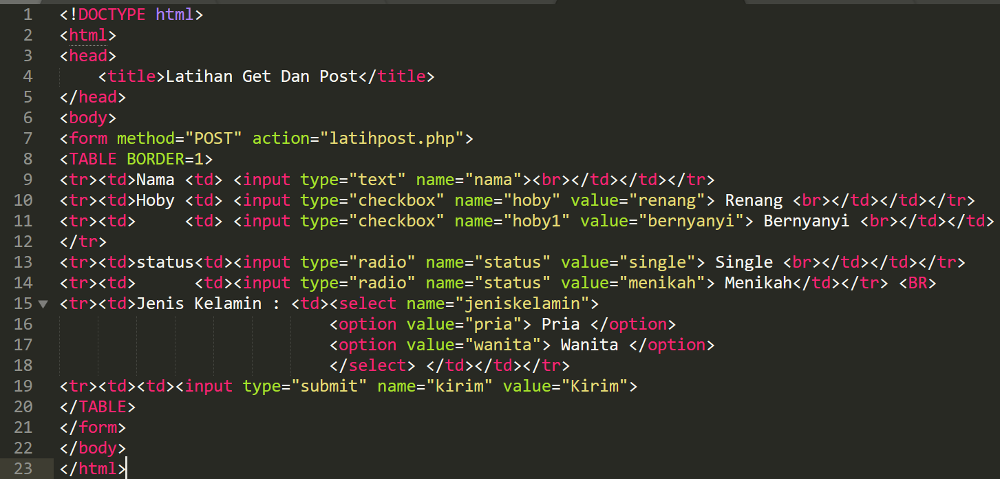 1 <!DOCTYPE html>
2 <html>
3 <head>
4     <title>Latihan Get Dan Post</title>
5 </head>
6 <body>
7 <form method="POST" action="latihpost.php">
8 <TABLE BORDER=1>
9 <tr><td>Nama <td> <input type="text" name="nama"><br></td></td></tr>
10 <tr><td>Hoby <td> <input type="checkbox" name="hoby" value="renang"> Renang <br></td></td></tr>
11 <tr><td>     <td> <input type="checkbox" name="hoby1" value="bernyanyi"> Bernyanyi <br></td></td>
12 </tr>
13 <tr><td>status<td><input type="radio" name="status" value="single"> Single <br></td></td></tr>
14 <tr><td>      <td><input type="radio" name="status" value="menikah"> Menikah</td></tr> <BR>
15 <tr><td>Jenis Kelamin : <td><select name="jeniskelamin">
16                             <option value="pria"> Pria </option>
17                             <option value="wanita"> Wanita </option>
18                             </select> </td></td></tr>
19 <tr><td><td><input type="submit" name="kirim" value="Kirim">
20 </TABLE>
21 </form>
22 </body>
23 </html>